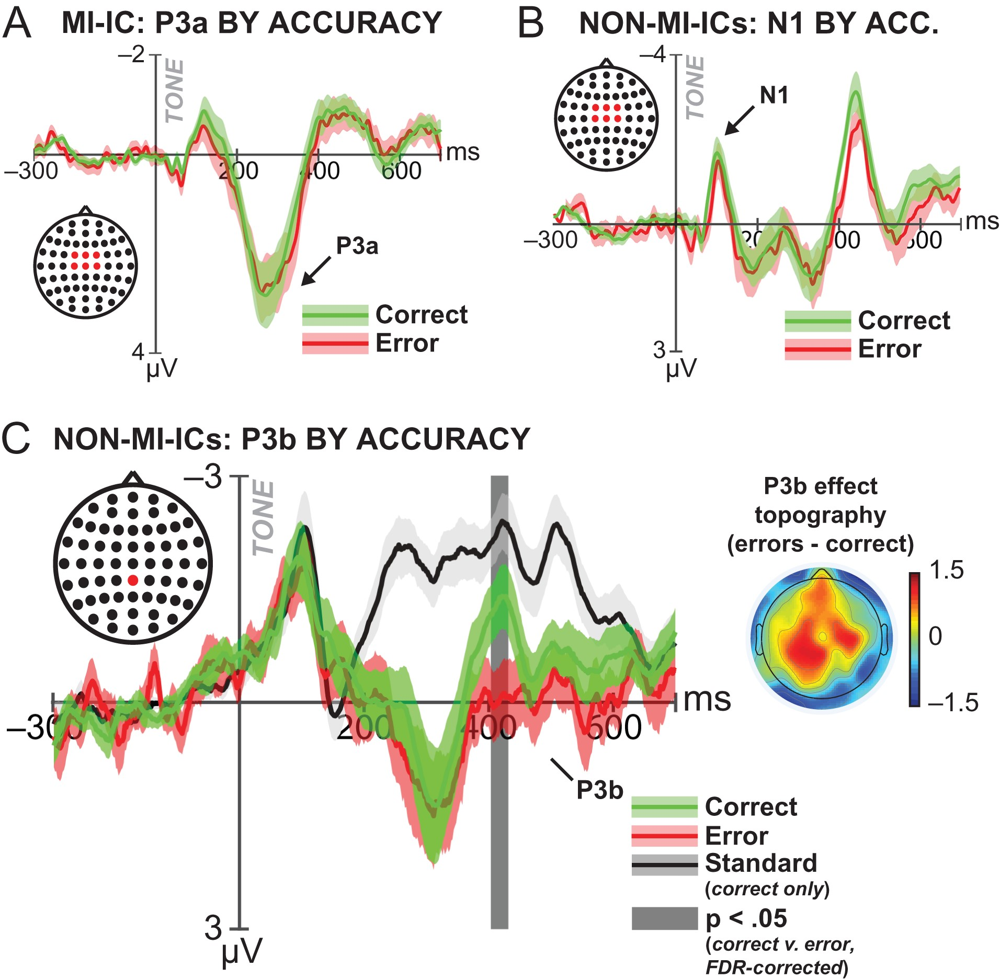 A
MI-IC: P3a BY ACCURACY
–2
TONE
ms
–300
200
400
600
P3a
Correct
Error
4
µV
B
NON-MI-ICs: N1 BY ACC.
–4
TONE
N1
ms
–300
Correct
Error
3
µV
C
NON-MI-ICs: P3b BY ACCURACY
–3
TONE
ms
–300
200
400
600
P3b
Correct
Error
Standard
(correct only)
p < .05
(correct v. error,
FDR-corrected)
3
µV
P3b effect
topography
(errors - correct)
1.5
0
–1.5